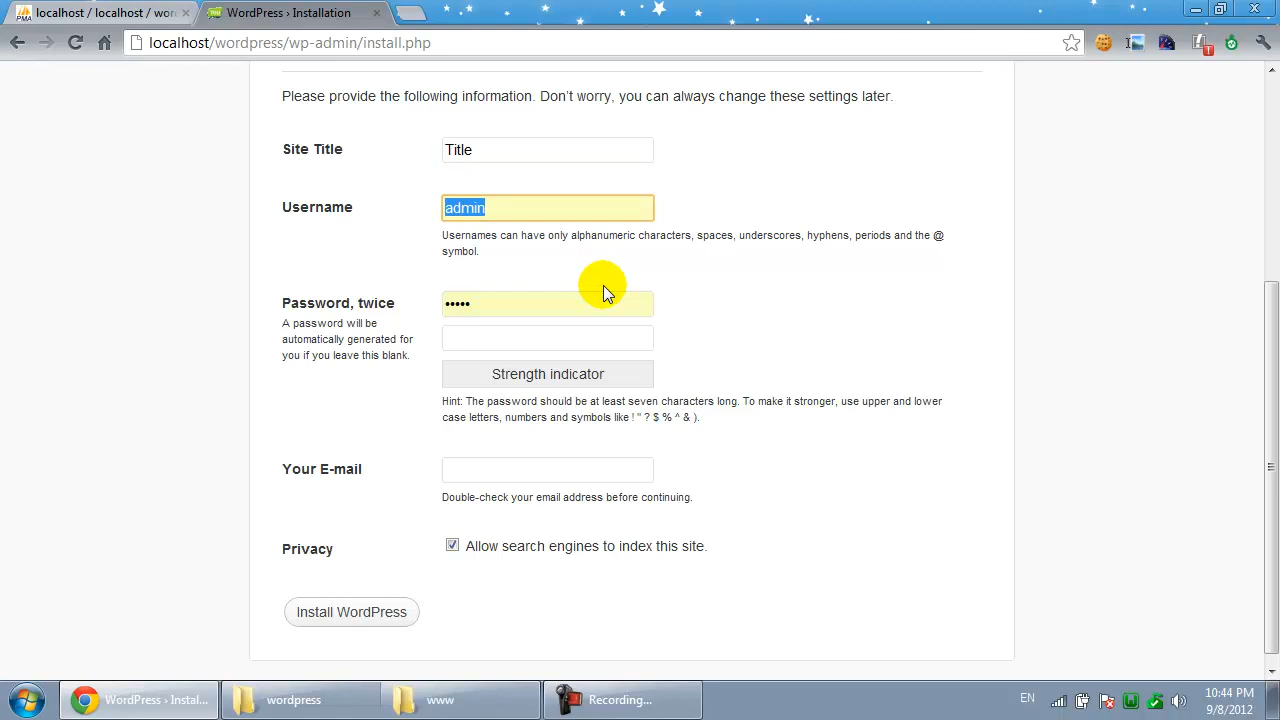 localhost / localhost / wor
WordPress › Installation
localhost/wordpress/wp-admin/install.php
Please provide the following information. Don't worry, you can always change these settings later.
Site Title
Title
Username
admin
Usernames can have only alphanumeric characters, spaces, underscores, hyphens, periods and the @
symbol.
Password, twice
•••••
A password will be
automatically generated for
you if you leave this blank.
Strength indicator
Hint: The password should be at least seven characters long. To make it stronger, use upper and lower
case letters, numbers and symbols like ! " ? $ % ^ & ).
Your E-mail
Double-check your email address before continuing.
Privacy
Allow search engines to index this site.
Install WordPress
WordPress › Instal...
wordpress
www
Recording...
EN
10:44 PM
9/8/2012